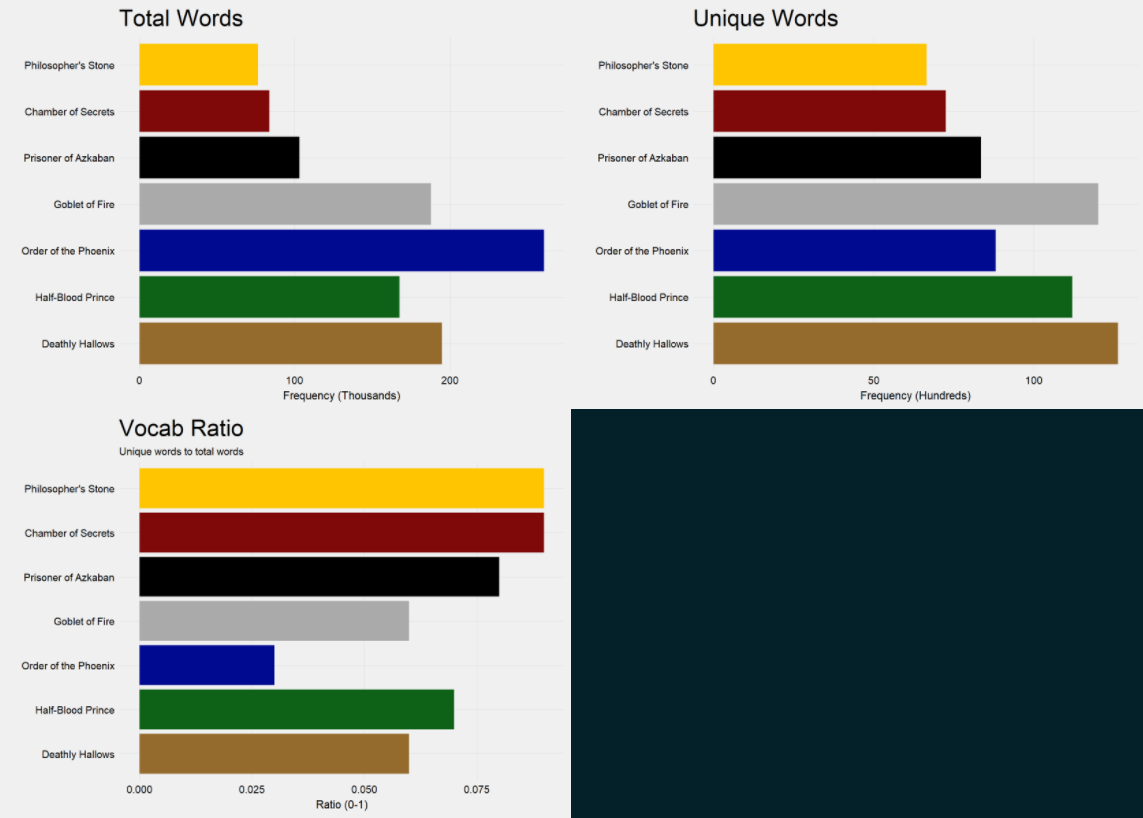 Total Words
Philosopher's Stone
Chamber of Secrets
Prisoner of Azkaban
Goblet of Fire
Order of the Phoenix
Half-Blood Prince
Deathly Hallows
0 100 200
Frequency (Thousands)
Unique Words
Philosopher's Stone
Chamber of Secrets
Prisoner of Azkaban
Goblet of Fire
Order of the Phoenix
Half-Blood Prince
Deathly Hallows
0 50 100
Frequency (Hundreds)
Vocab Ratio
Unique words to total words
Philosopher's Stone
Chamber of Secrets
Prisoner of Azkaban
Goblet of Fire
Order of the Phoenix
Half-Blood Prince
Deathly Hallows
0.000 0.025 0.050 0.075
Ratio (0-1)